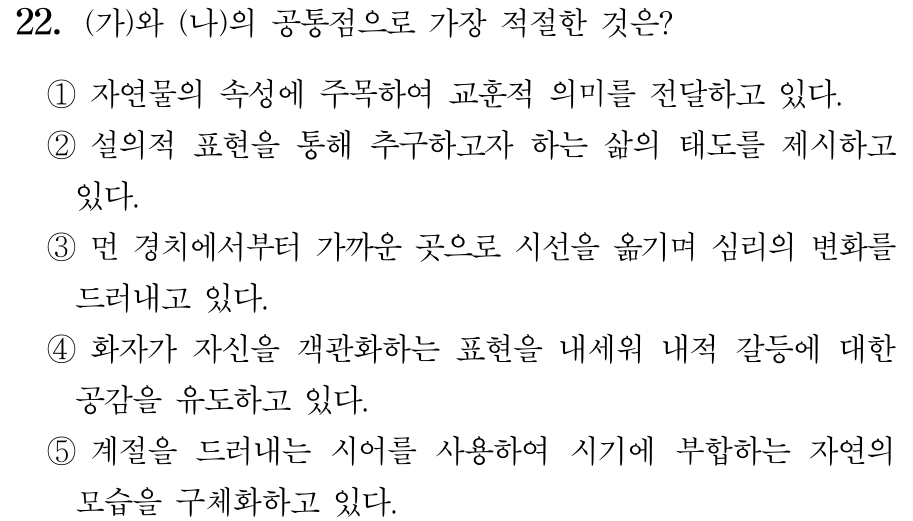 22. (가)와 (나)의 공통점으로 가장 적절한 것은?
① 자연물의 속성에 주목하여 교훈적 의미를 전달하고 있다.
② 설의적 표현을 통해 추구하고자 하는 삶의 태도를 제시하고
있다.
③ 먼 경치에서부터 가까운 곳으로 시선을 옮기며 심리의 변화를
드러내고 있다.
④ 화자가 자신을 객관화하는 표현을 내세워 내적 갈등에 대한
공감을 유도하고 있다.
⑤ 계절을 드러내는 시어를 사용하여 시기에 부합하는 자연의
모습을 구체화하고 있다.